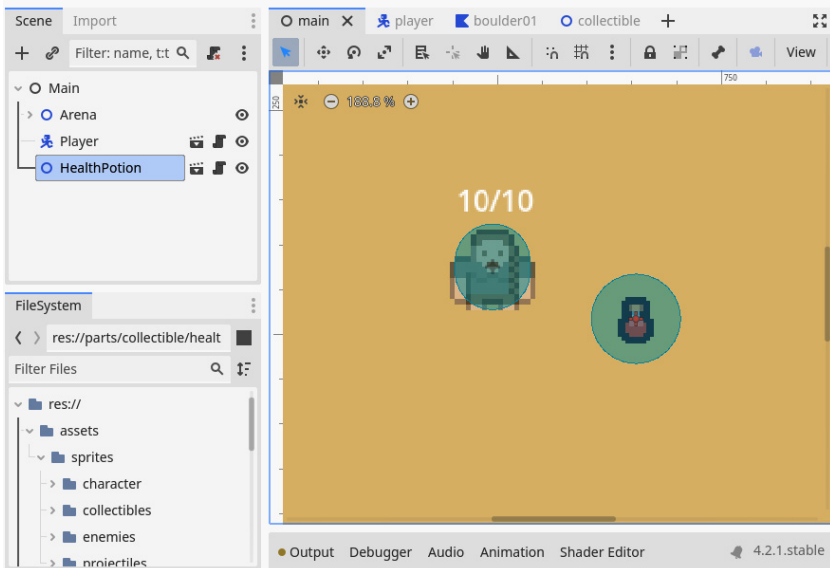 Scene Import
main player boulder01 collectible
Filter: name, t:t
View
Main
Arena
Player
HealthPotion
750
250
188.8 %
10/10
FileSystem
res://parts/collectible/healt
Filter Files
res://
assets
sprites
character
collectibles
enemies
projectiles
Output Debugger Audio Animation Shader Editor 4.2.1.stable